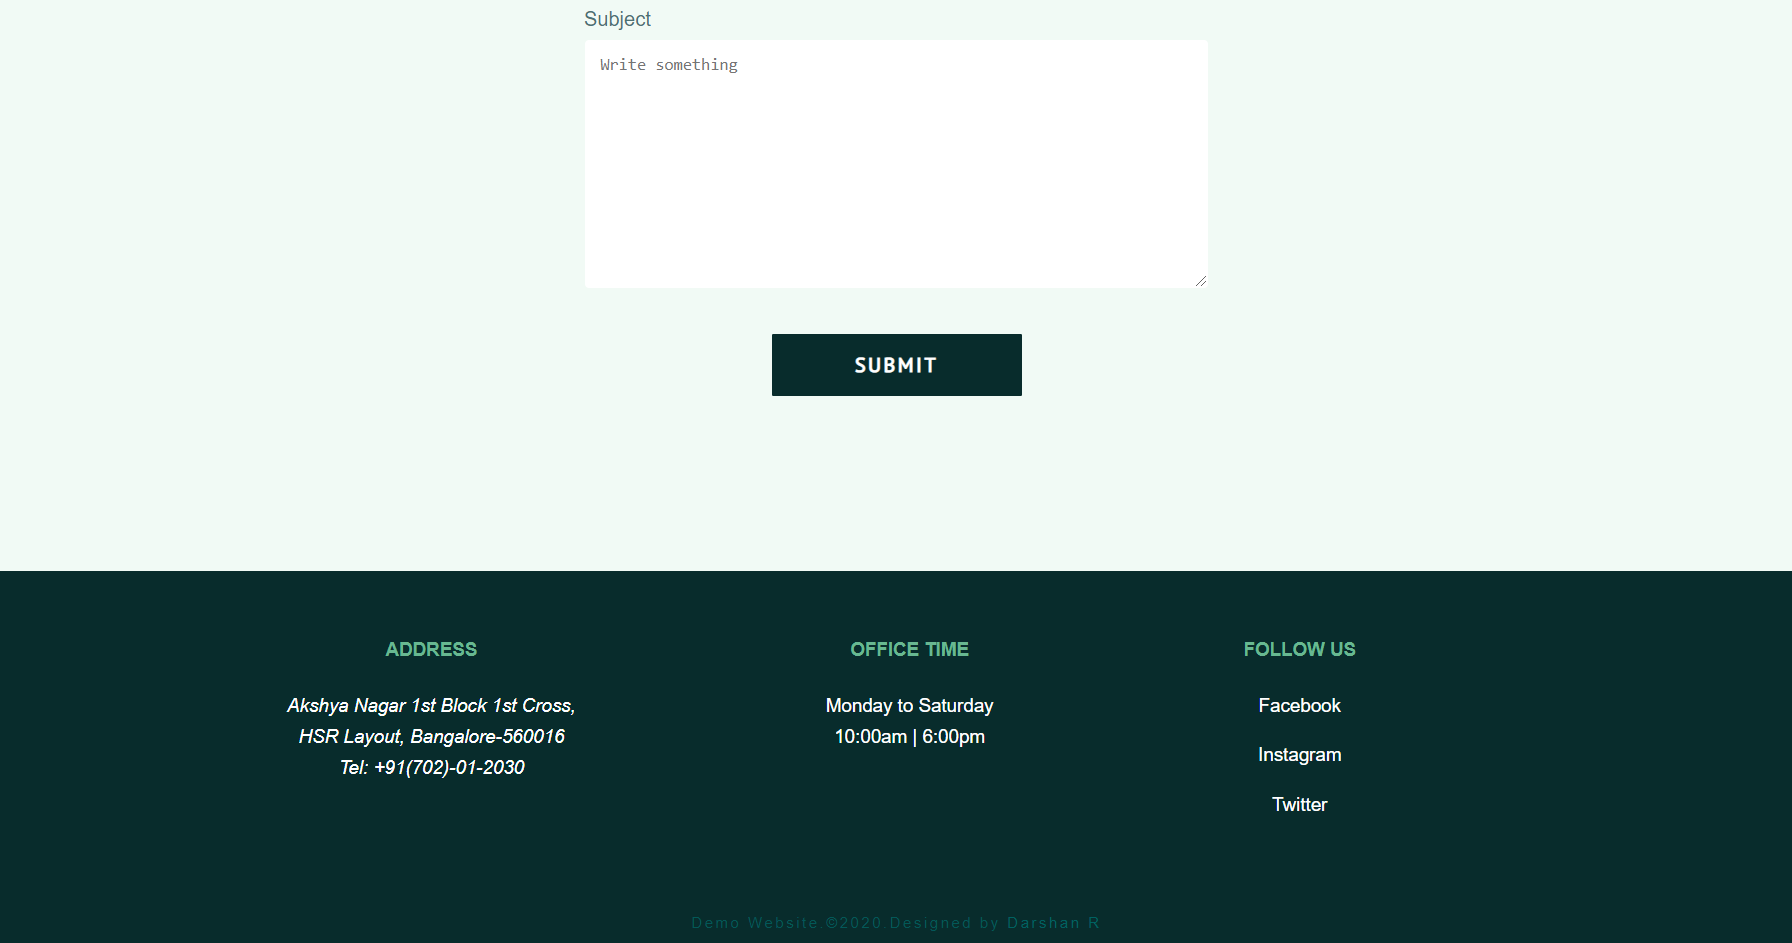 Subject
Write something
SUBMIT
ADDRESS
Akshya Nagar 1st Block 1st Cross,
HSR Layout, Bangalore-560016
Tel: +91(702)-01-2030
OFFICE TIME
Monday to Saturday
10:00am | 6:00pm
FOLLOW US
Facebook
Instagram
Twitter
Demo Website.©2020.Designed by Darshan R